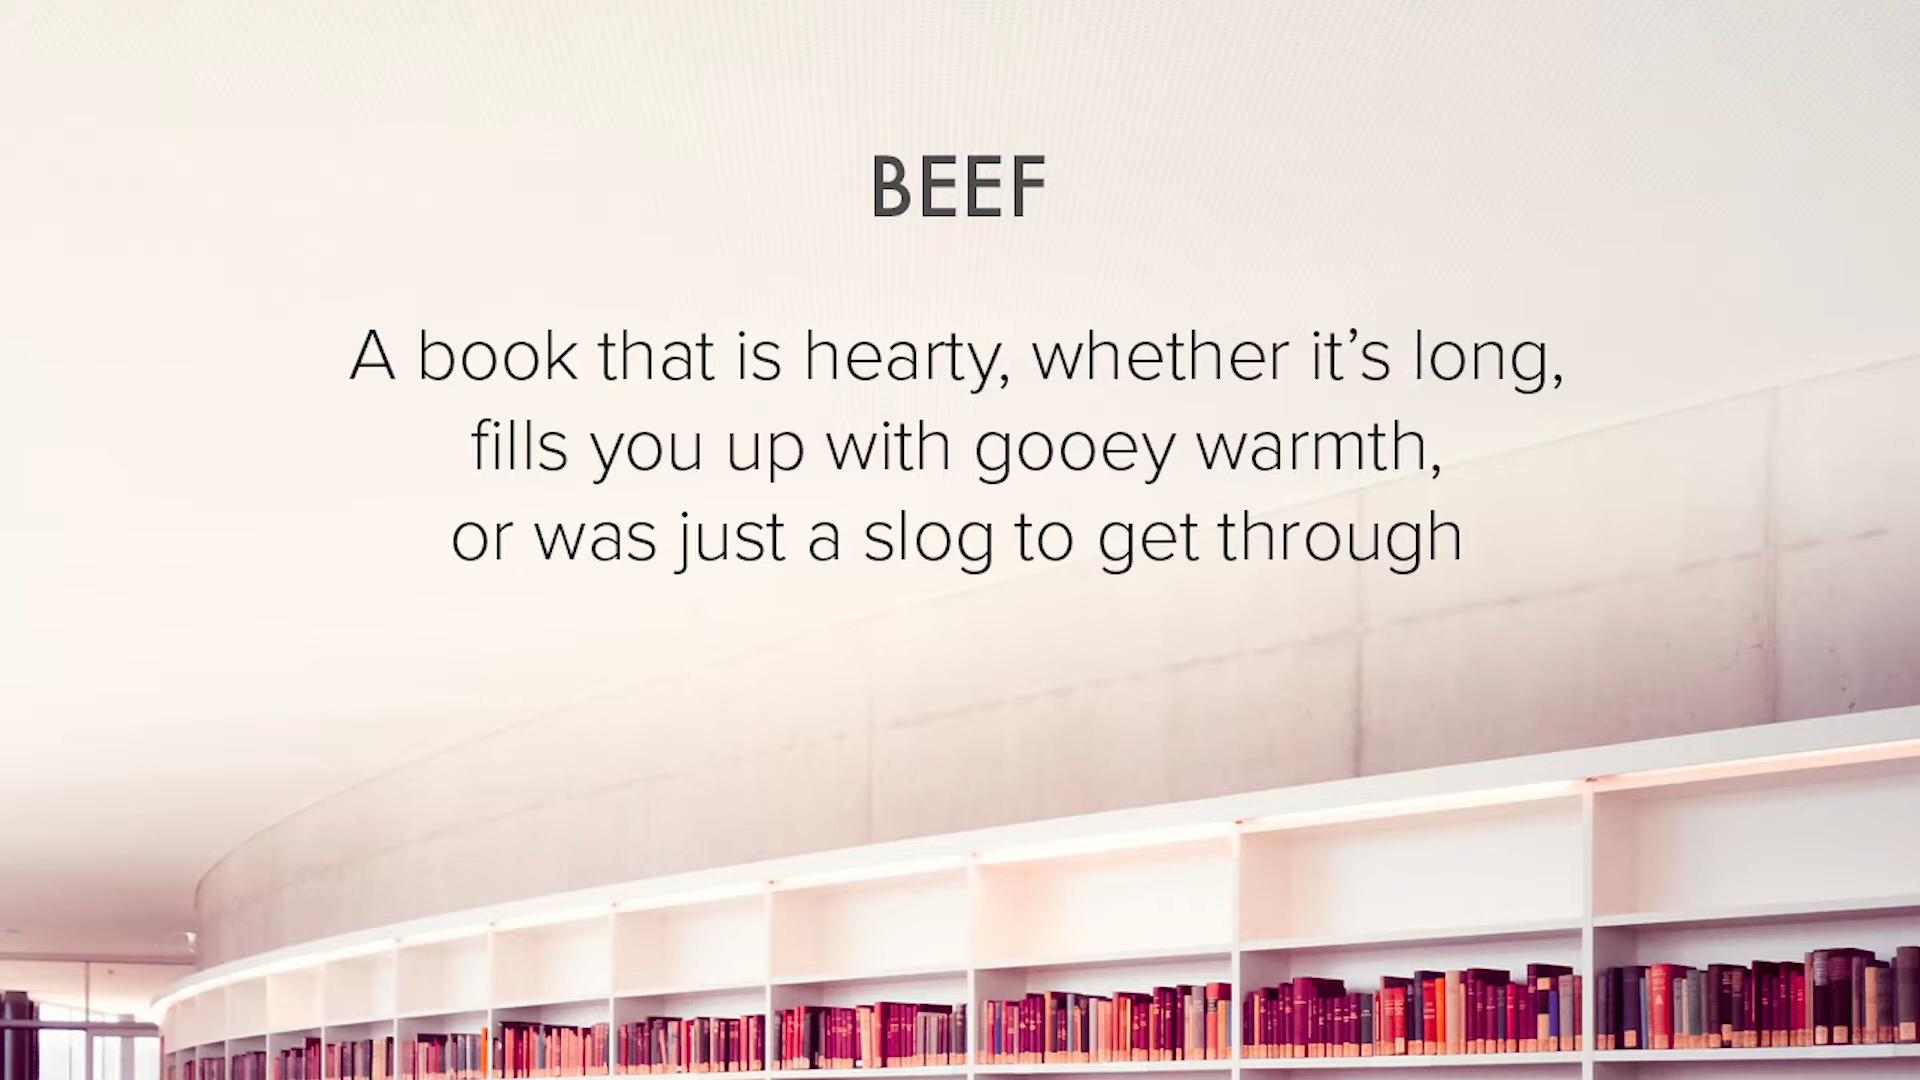 BEEF
A book that is hearty, whether it’s long,
fills you up with gooey warmth,
or was just a slog to get through